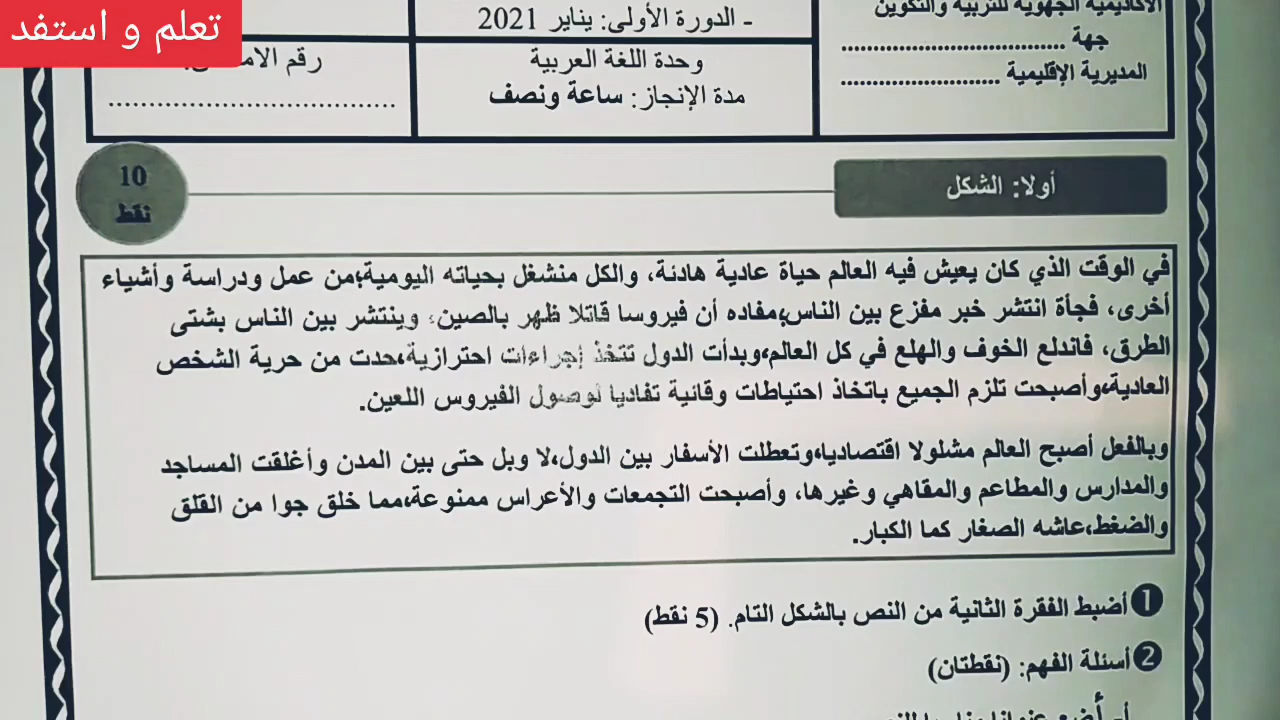 تعلم و استفد
الأكاديمية الجهوية للتربية والتكوين
جهة ..................................
المديرية الإقليمية ........................
- الدورة الأولى: يناير 2021
وحدة اللغة العربية
مدة الإنجاز: ساعة ونصف
رقم
....................................
أولا: الشكل
10
نقط
في الوقت الذي كان يعيش فيه العالم حياة عادية هادئة، والكل منشغل بحياته اليومية؛من عمل ودراسة وأشياء
أخرى، فجأة انتشر خبر مفزع بين الناس؛مفاده أن فيروسا قاتلا ظهر بالصين، وينتشر بين الناس بشتى
الطرق، فاندلع الخوف والهلع في كل العالم،وبدأت الدول تتخذ إجراءات احترازية،حدت من حرية الشخص
العادية،وأصبحت تلزم الجميع باتخاذ احتياطات وقائية تفاديا لوصول الفيروس اللعين.
وبالفعل أصبح العالم مشلولا اقتصاديا،وتعطلت الأسفار بين الدول،لا وبل حتى بين المدن وأغلقت المساجد
والمدارس والمطاعم والمقاهي وغيرها، وأصبحت التجمعات والأعراس ممنوعة،مما خلق جوا من القلق
والضغط،عاشه الصغار كما الكبار.
1 أضبط الفقرة الثانية من النص بالشكل التام. (5 نقط)
2 أسئلة الفهم: (نقطتان)
أ- أضع عنوانا